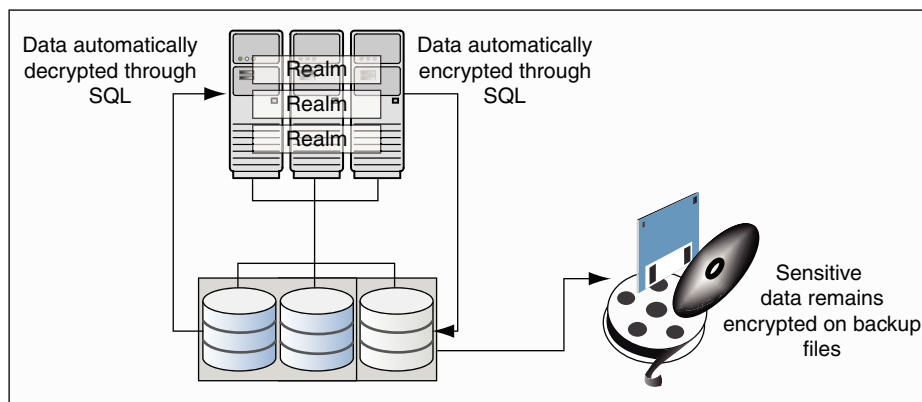 Data automatically
decrypted through
SQL
Realm
Realm
Realm
Data automatically
encrypted through
SQL
Sensitive
data remains
encrypted on backup
files